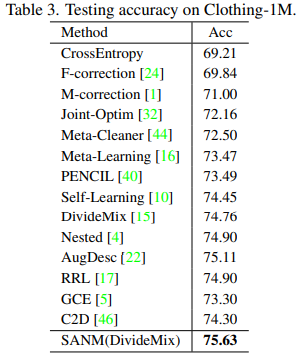 Table 3. Testing accuracy on Clothing-1M.
Method Acc
CrossEntropy 69.21
F-correction [24] 69.84
M-correction [1] 71.00
Joint-Optim [32] 72.16
Meta-Cleaner [44] 72.50
Meta-Learning [16] 73.47
PENCIL [40] 73.49
Self-Learning [10] 74.45
DivideMix [15] 74.76
Nested [4] 74.90
AugDesc [22] 75.11
RRL [17] 74.90
GCE [5] 73.30
C2D [46] 74.30
SANM(DivideMix) 75.63